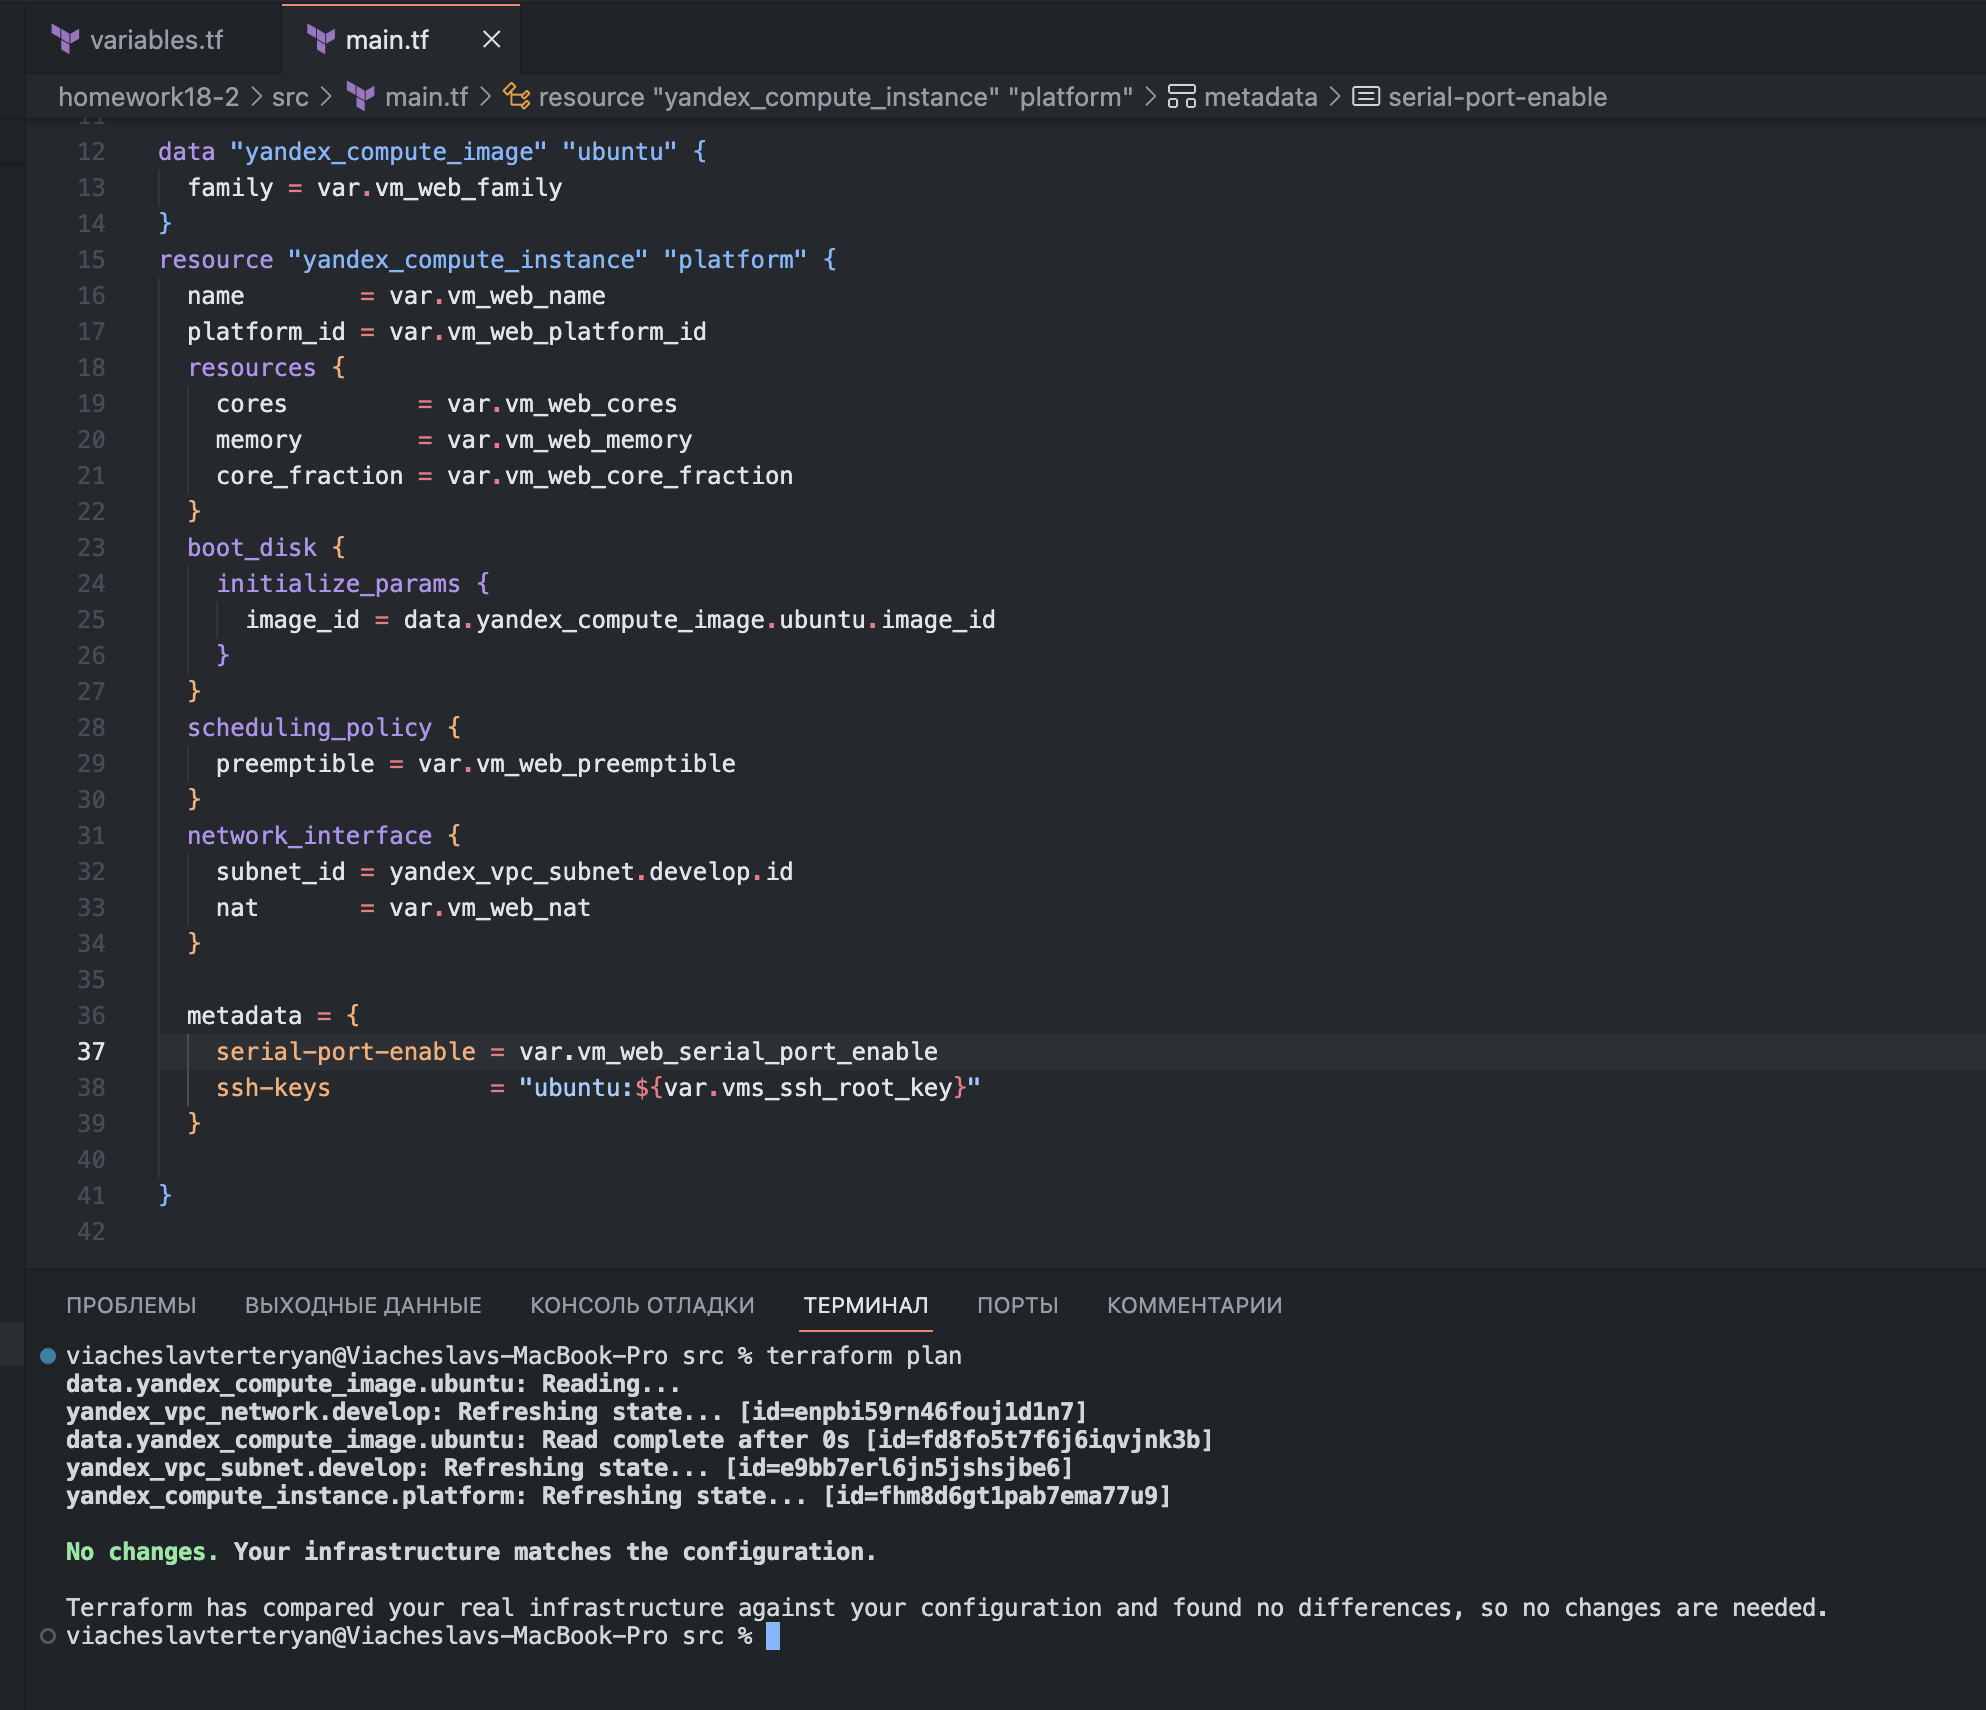 variables.tf
main.tf
homework18-2 > src > main.tf > resource "yandex_compute_instance" "platform" > metadata > serial-port-enable
11
12 data "yandex_compute_image" "ubuntu" {
13 family = var.vm_web_family
14 }
15 resource "yandex_compute_instance" "platform" {
16 name = var.vm_web_name
17 platform_id = var.vm_web_platform_id
18 resources {
19 cores = var.vm_web_cores
20 memory = var.vm_web_memory
21 core_fraction = var.vm_web_core_fraction
22 }
23 boot_disk {
24 initialize_params {
25 image_id = data.yandex_compute_image.ubuntu.image_id
26 }
27 }
28 scheduling_policy {
29 preemptible = var.vm_web_preemptible
30 }
31 network_interface {
32 subnet_id = yandex_vpc_subnet.develop.id
33 nat = var.vm_web_nat
34 }
35
36 metadata = {
37 serial-port-enable = var.vm_web_serial_port_enable
38 ssh-keys = "ubuntu:${var.vms_ssh_root_key}"
39 }
40
41 }
42
ПРОБЛЕМЫ ВЫХОДНЫЕ ДАННЫЕ КОНСОЛЬ ОТЛАДКИ ТЕРМИНАЛ ПОРТЫ КОММЕНТАРИИ
viacheslavterteryan@Viacheslavs-MacBook-Pro src % terraform plan
data.yandex_compute_image.ubuntu: Reading...
yandex_vpc_network.develop: Refreshing state... [id=enpbi59rn46fouj1d1n7]
data.yandex_compute_image.ubuntu: Read complete after 0s [id=fd8fo5t7f6j6iqvjnk3b]
yandex_vpc_subnet.develop: Refreshing state... [id=e9bb7erl6jn5jshsjbe6]
yandex_compute_instance.platform: Refreshing state... [id=fhm8d6gt1pab7ema77u9]
No changes. Your infrastructure matches the configuration.
Terraform has compared your real infrastructure against your configuration and found no differences, so no changes are needed.
viacheslavterteryan@Viacheslavs-MacBook-Pro src %